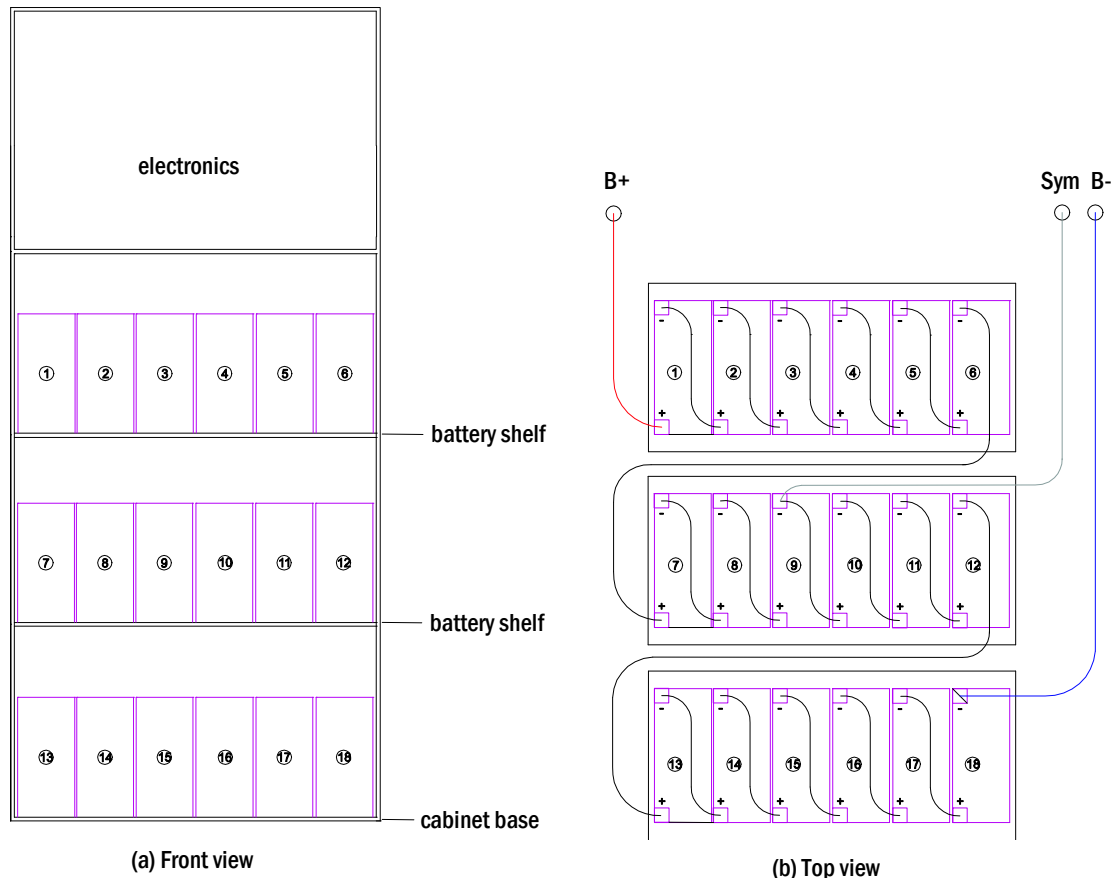 electronics
① ② ③ ④ ⑤ ⑥
battery shelf
⑦ ⑧ ⑨ ⑩ ⑪ ⑫
battery shelf
⑬ ⑭ ⑮ ⑯ ⑰ ⑱
cabinet base
(a) Front view
B+ Sym B-
- - - - - -
① ② ③ ④ ⑤ ⑥
+ + + + + +
- - - - - -
⑦ ⑧ ⑨ ⑩ ⑪ ⑫
+ + + + + +
- - - - - -
⑬ ⑭ ⑮ ⑯ ⑰ ⑱
+ + + + + +
(b) Top view